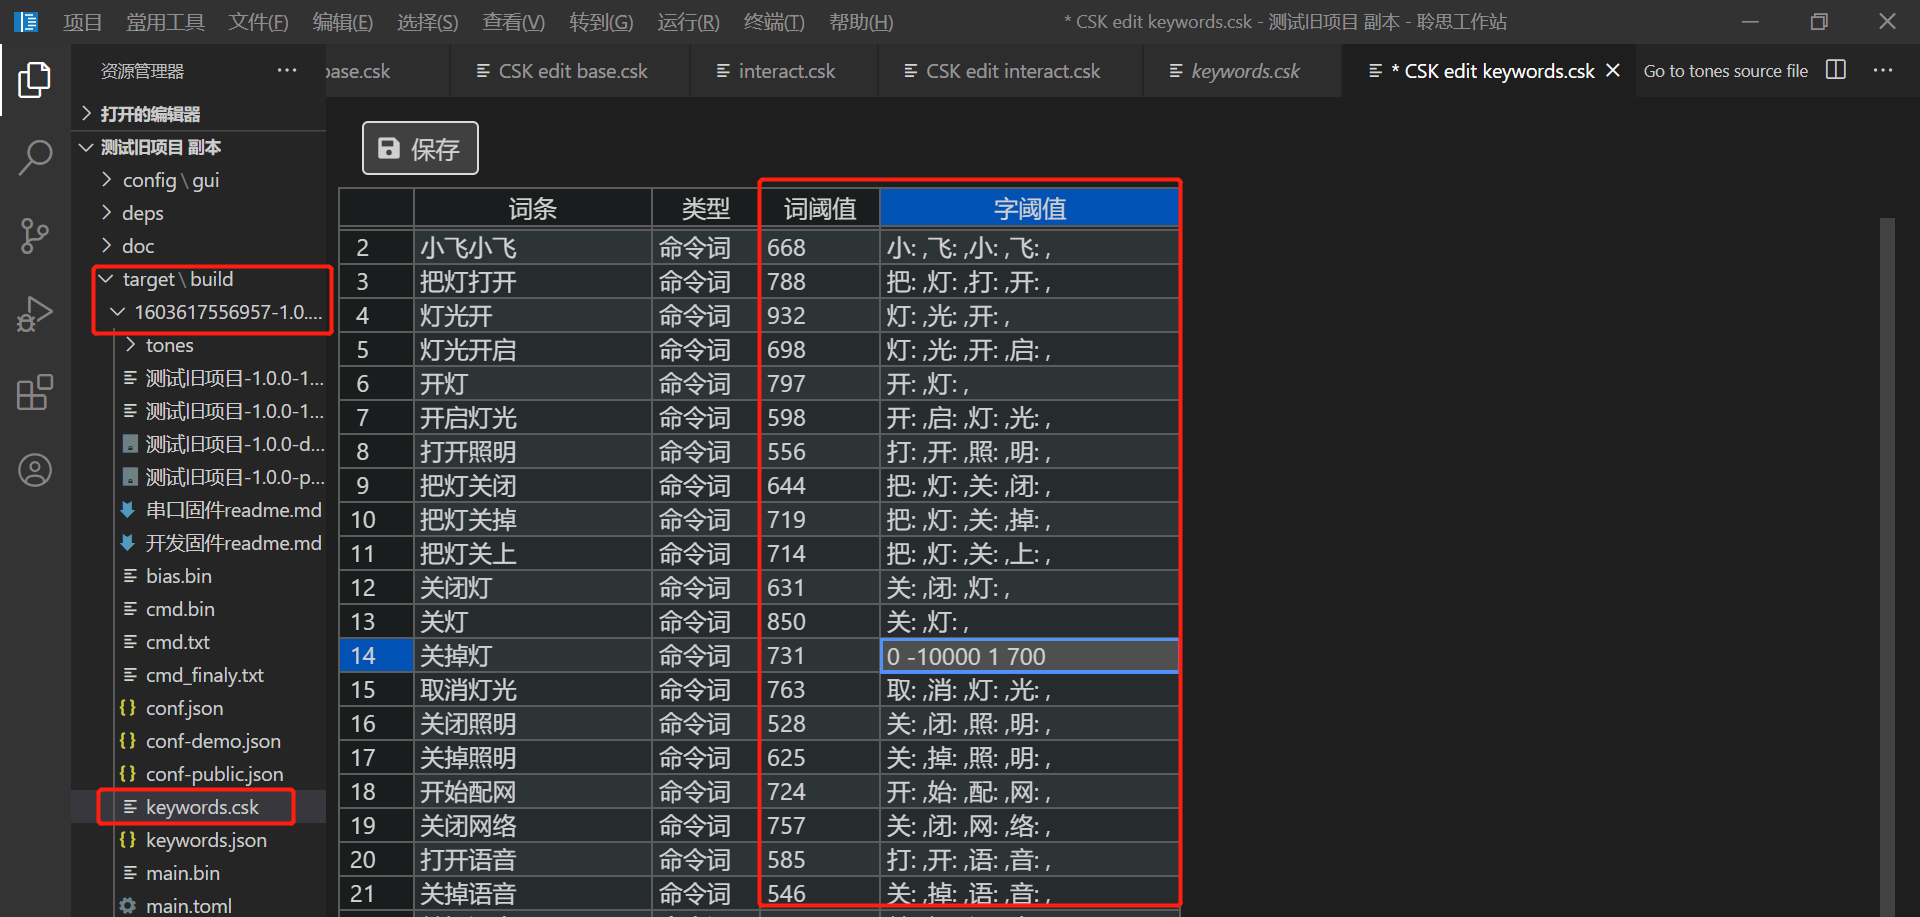 项目 常用工具 文件(F) 编辑(E) 选择(S) 查看(V) 转到(G) 运行(R) 终端(T) 帮助(H) * CSK edit keywords.csk - 测试旧项目 副本 - 聆思工作站
资源管理器 ···
base.csk CSK edit base.csk interact.csk CSK edit interact.csk keywords.csk * CSK edit keywords.csk Go to tones source file ···
打开的编辑器
测试旧项目 副本
config\gui
deps
doc
target\build
1603617556957-1.0....
tones
测试旧项目-1.0.0-1...
测试旧项目-1.0.0-1...
测试旧项目-1.0.0-d...
测试旧项目-1.0.0-p...
串口固件readme.md
开发固件readme.md
bias.bin
cmd.bin
cmd.txt
cmd_finaly.txt
{} conf.json
{} conf-demo.json
{} conf-public.json
keywords.csk
{} keywords.json
main.bin
main.toml
保存
词条 类型 词阈值 字阈值
2 小飞小飞 命令词 668 小: ,飞: ,小: ,飞: ,
3 把灯打开 命令词 788 把: ,灯: ,打: ,开: ,
4 灯光开 命令词 932 灯: ,光: ,开: ,
5 灯光开启 命令词 698 灯: ,光: ,开: ,启: ,
6 开灯 命令词 797 开: ,灯: ,
7 开启灯光 命令词 598 开: ,启: ,灯: ,光: ,
8 打开照明 命令词 556 打: ,开: ,照: ,明: ,
9 把灯关闭 命令词 644 把: ,灯: ,关: ,闭: ,
10 把灯关掉 命令词 719 把: ,灯: ,关: ,掉: ,
11 把灯关上 命令词 714 把: ,灯: ,关: ,上: ,
12 关闭灯 命令词 631 关: ,闭: ,灯: ,
13 关灯 命令词 850 关: ,灯: ,
14 关掉灯 命令词 731 0 -10000 1 700
15 取消灯光 命令词 763 取: ,消: ,灯: ,光: ,
16 关闭照明 命令词 528 关: ,闭: ,照: ,明: ,
17 关掉照明 命令词 625 关: ,掉: ,照: ,明: ,
18 开始配网 命令词 724 开: ,始: ,配: ,网: ,
19 关闭网络 命令词 757 关: ,闭: ,网: ,络: ,
20 打开语音 命令词 585 打: ,开: ,语: ,音: ,
21 关掉语音 命令词 546 关: ,掉: ,语: ,音: ,